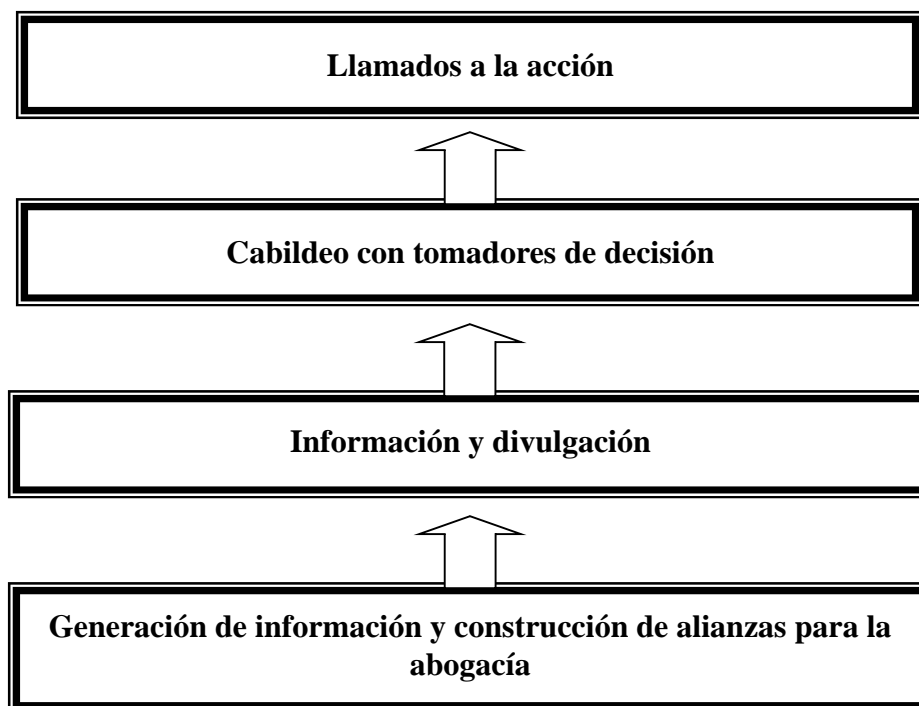 Llamados a la acción
Cabildeo con tomadores de decisión
Información y divulgación
Generación de información y construcción de alianzas para la
abogacía